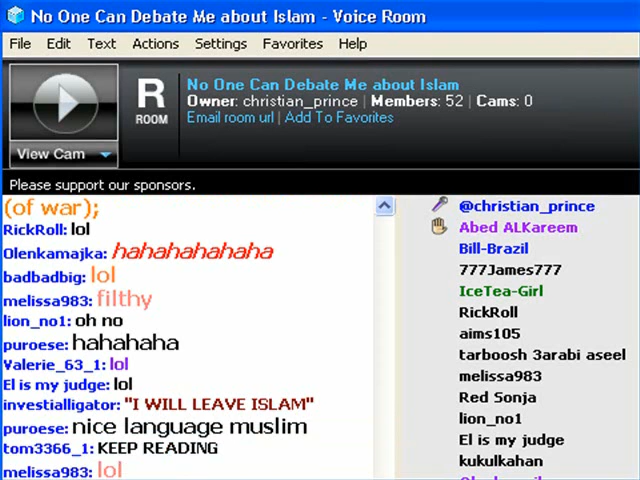 No One Can Debate Me about Islam - Voice Room
File Edit Text Actions Settings Favorites Help
No One Can Debate Me about Islam
R
ROOM
Owner: christian_prince | Members: 52 | Cams: 0
Email room url | Add To Favorites
View Cam
Please support our sponsors.
(of war);
RickRoll: lol
Olenkamajka: hahahahahaha
badbadbig: lol
melissa983: filthy
lion_no1: oh no
puroese: hahahaha
Valerie_63_1: lol
El is my judge: lol
investialligator: "I WILL LEAVE ISLAM"
puroese: nice language muslim
tom3366_1: KEEP READING
melissa983: lol
@christian_prince
Abed ALKareem
Bill-Brazil
777James777
IceTea-Girl
RickRoll
aims105
tarboosh 3arabi aseel
melissa983
Red Sonja
lion_no1
El is my judge
kukulkahan